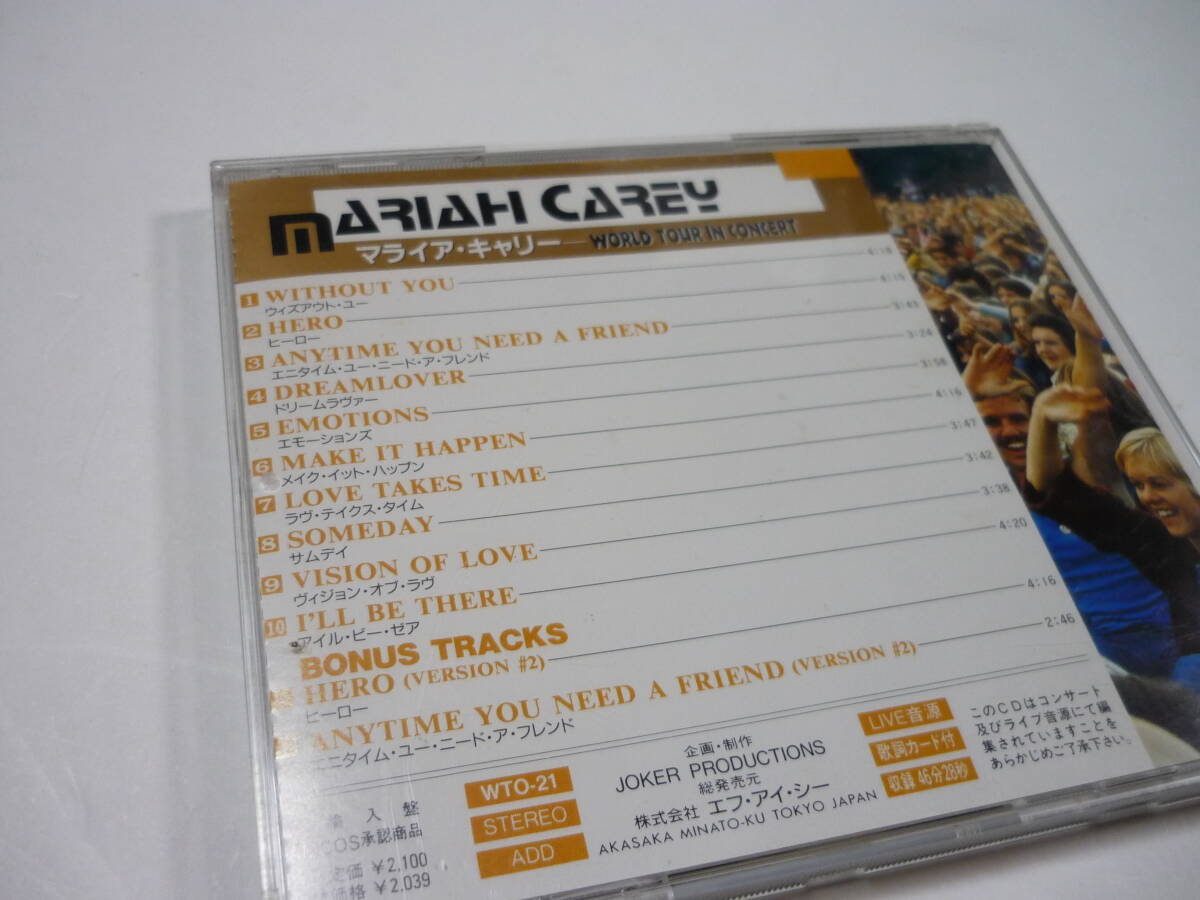 MARIAH CAREY
マライア・キャリー — WORLD TOUR IN CONCERT
1 WITHOUT YOU 4:18
ウィズアウト・ユー
2 HERO 4:19
ヒーロー
3 ANYTIME YOU NEED A FRIEND 3:43
エニタイム・ユー・ニード・ア・フレンド
4 DREAMLOVER 3:24
ドリームラヴァー
5 EMOTIONS 3:58
エモーションズ
6 MAKE IT HAPPEN 4:16
メイク・イット・ハップン
7 LOVE TAKES TIME 3:47
ラヴ・テイクス・タイム
8 SOMEDAY 3:42
サムデイ
9 VISION OF LOVE 3:38
ヴィジョン・オブ・ラヴ
10 I'LL BE THERE 4:20
アイル・ビー・ゼア
BONUS TRACKS
HERO (VERSION #2) 4:16
ヒーロー
ANYTIME YOU NEED A FRIEND (VERSION #2) 2:46
エニタイム・ユー・ニード・ア・フレンド
入盤
COS承認商品
定価 ¥2,100
価格 ¥2,039
WTO-21
STEREO
ADD
企画・制作
JOKER PRODUCTIONS
総発売元
株式会社 エフ・アイ・シー
AKASAKA MINATO-KU TOKYO JAPAN
LIVE音源
歌詞カード付
収録46分28秒
このCDはコンサート
及びライブ音源にて編
集されていますことを
あらかじめご了承下さい。